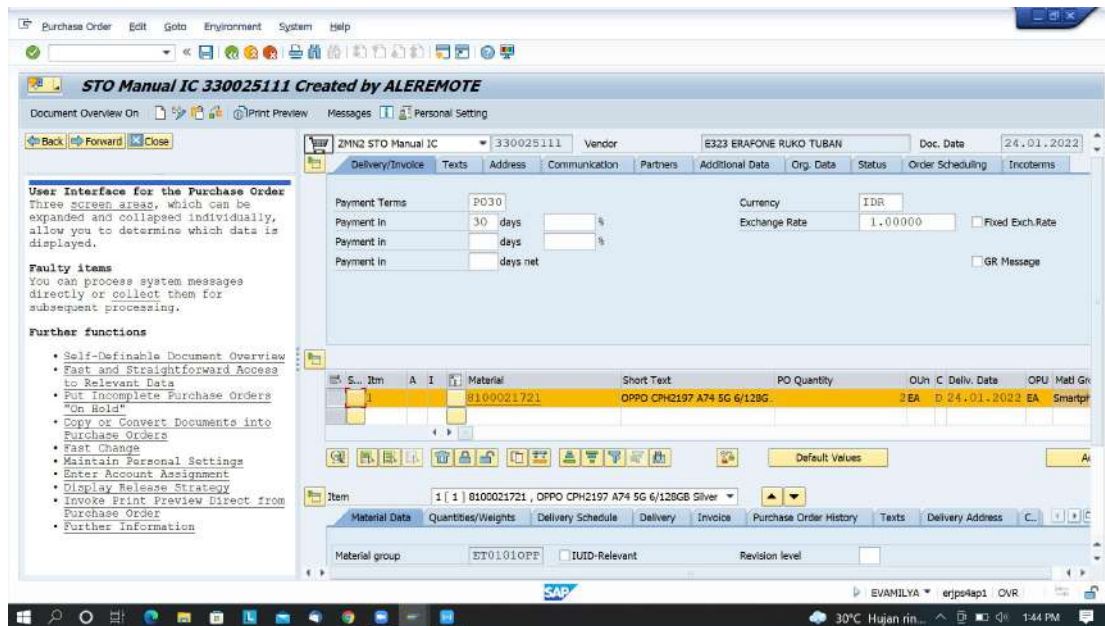 Purchase Order Edit Goto Environment System Help
STO Manual IC 330025111 Created by ALEREMOTE
Document Overview On Print Preview Messages Personal Setting
Back Forward Close
ZMN2 STO Manual IC 330025111 Vendor E323 ERAFONE RUKO TUBAN Doc. Date 24.01.2022
Delivery/Invoice Texts Address Communication Partners Additional Data Org. Data Status Order Scheduling Incoterms
User Interface for the Purchase Order
Three screen areas, which can be
expanded and collapsed individually,
allow you to determine which data is
displayed.
Faulty items
You can process system messages
directly or collect them for
subsequent processing.
Further functions
• Self-Definable Document Overview
• Fast and Straightforward Access
to Relevant Data
• Put Incomplete Purchase Orders
"On Hold"
• Copy or Convert Documents into
Purchase Orders
• Fast Change
• Maintain Personal Settings
• Enter Account Assignment
• Display Release Strategy
• Invoke Print Preview Direct from
Purchase Order
• Further Information
Payment Terms PO30 Currency IDR
Payment in 30 days % Exchange Rate 1.00000 Fixed Exch.Rate
Payment in days %
Payment in days net GR Message
S... Itm A I Material Short Text PO Quantity OUn C Deliv. Date OPU Matl Gr
1 8100021721 OPPO CPH2197 A74 5G 6/128G. 2 EA D 24.01.2022 EA Smartph
Default Values
Item 1 [ 1 ] 8100021721 , OPPO CPH2197 A74 5G 6/128GB Silver
Material Data Quantities/Weights Delivery Schedule Delivery Invoice Purchase Order History Texts Delivery Address C...
Material group ET01010PP IUID-Relevant Revision level
SAP EVAMILYA erjps4ap1 OVR
30°C Hujan rin... 1:44 PM